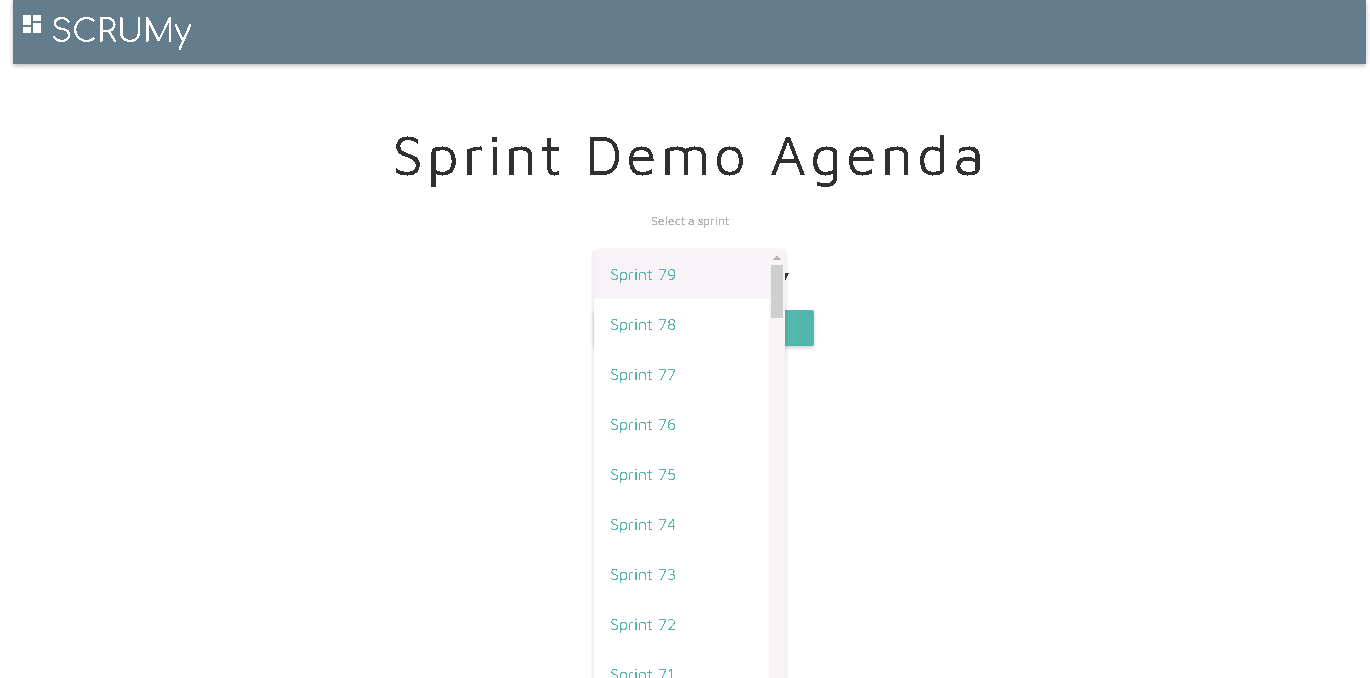 SCRUMy
Sprint Demo Agenda
Select a sprint
Sprint 79
Sprint 78
Sprint 77
Sprint 76
Sprint 75
Sprint 74
Sprint 73
Sprint 72
Sprint 71